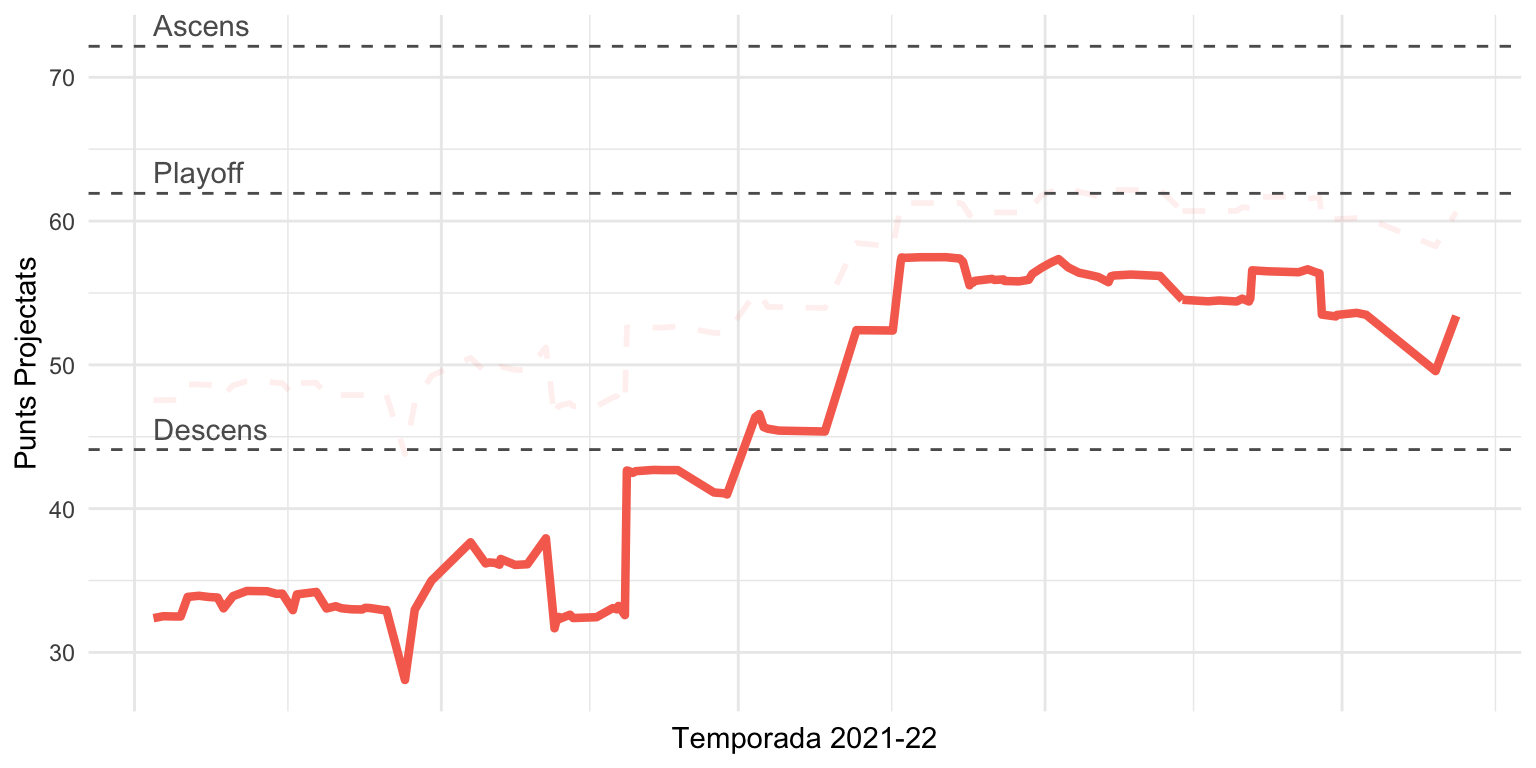 Ascens
70
Playoff
60
50
Descens
40
30
Punts Projectats
Temporada 2021-22